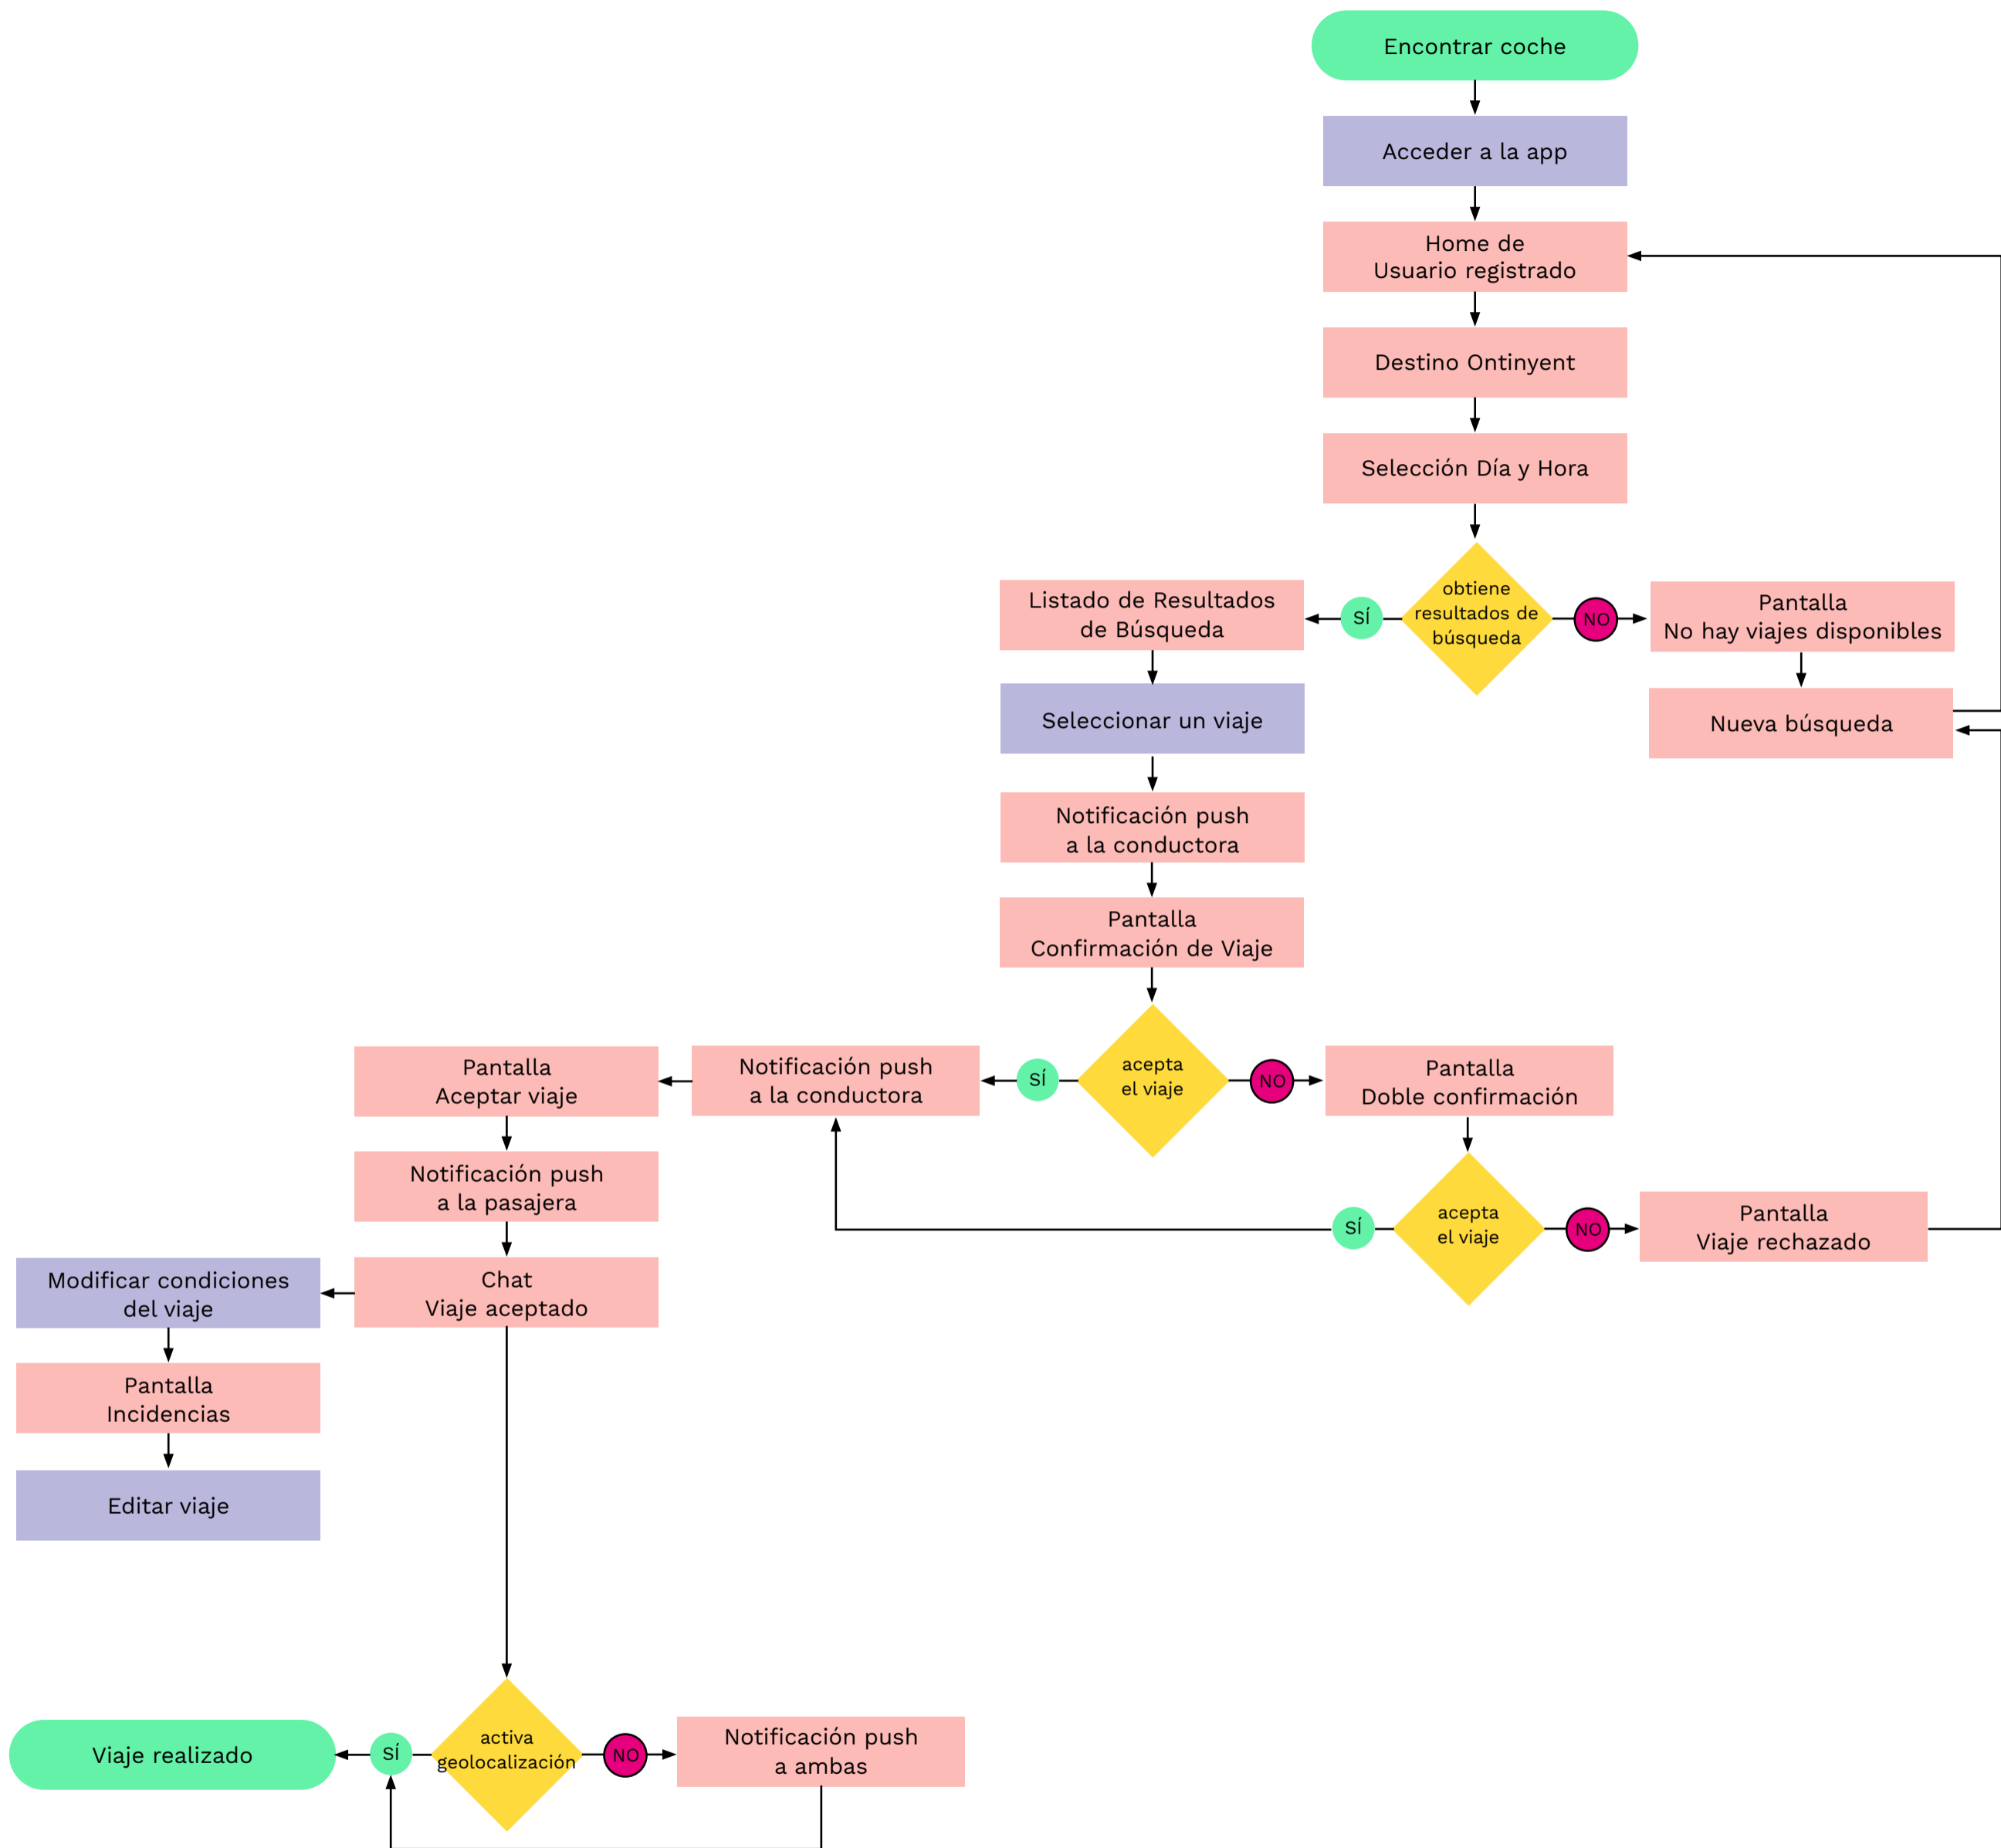 Encontrar coche
Acceder a la app
Home de
Usuario registrado
Destino Ontinyent
Selección Día y Hora
obtiene
resultados de
búsqueda
SÍ
NO
Listado de Resultados
de Búsqueda
Pantalla
No hay viajes disponibles
Seleccionar un viaje
Nueva búsqueda
Notificación push
a la conductora
Pantalla
Confirmación de Viaje
acepta
el viaje
SÍ
NO
Notificación push
a la conductora
Pantalla
Aceptar viaje
Pantalla
Doble confirmación
acepta
el viaje
SÍ
NO
Pantalla
Viaje rechazado
Notificación push
a la pasajera
Chat
Viaje aceptado
Modificar condiciones
del viaje
Pantalla
Incidencias
Editar viaje
activa
geolocalización
SÍ
NO
Viaje realizado
Notificación push
a ambas